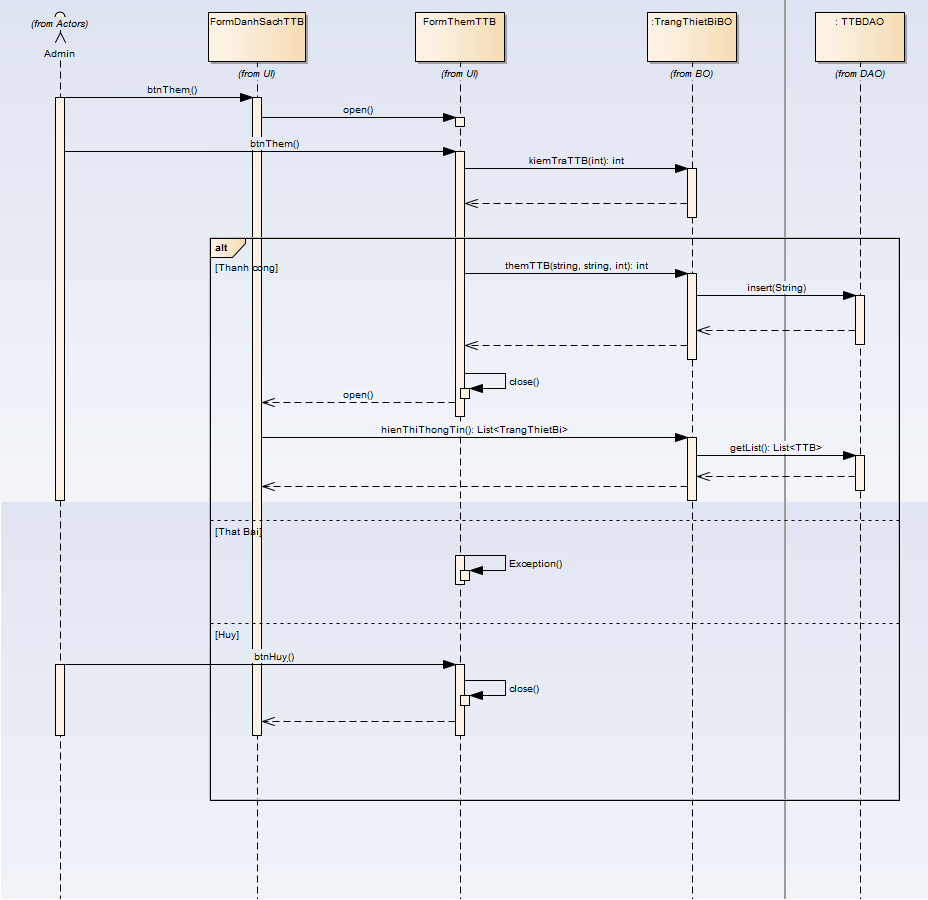 (from Actors)
Admin
FormDanhSachTTB
(from UI)
FormThemTTB
(from UI)
:TrangThietBiBO
(from BO)
: TTBDAO
(from DAO)
btnThem()
open()
btnThem()
kiemTraTTB(int): int
alt
[Thanh cong]
themTTB(string, string, int): int
insert(String)
close()
open()
hienThiThongTin(): List<TrangThietBi>
getList(): List<TTB>
[That Bai]
Exception()
[Huy]
btnHuy()
close()